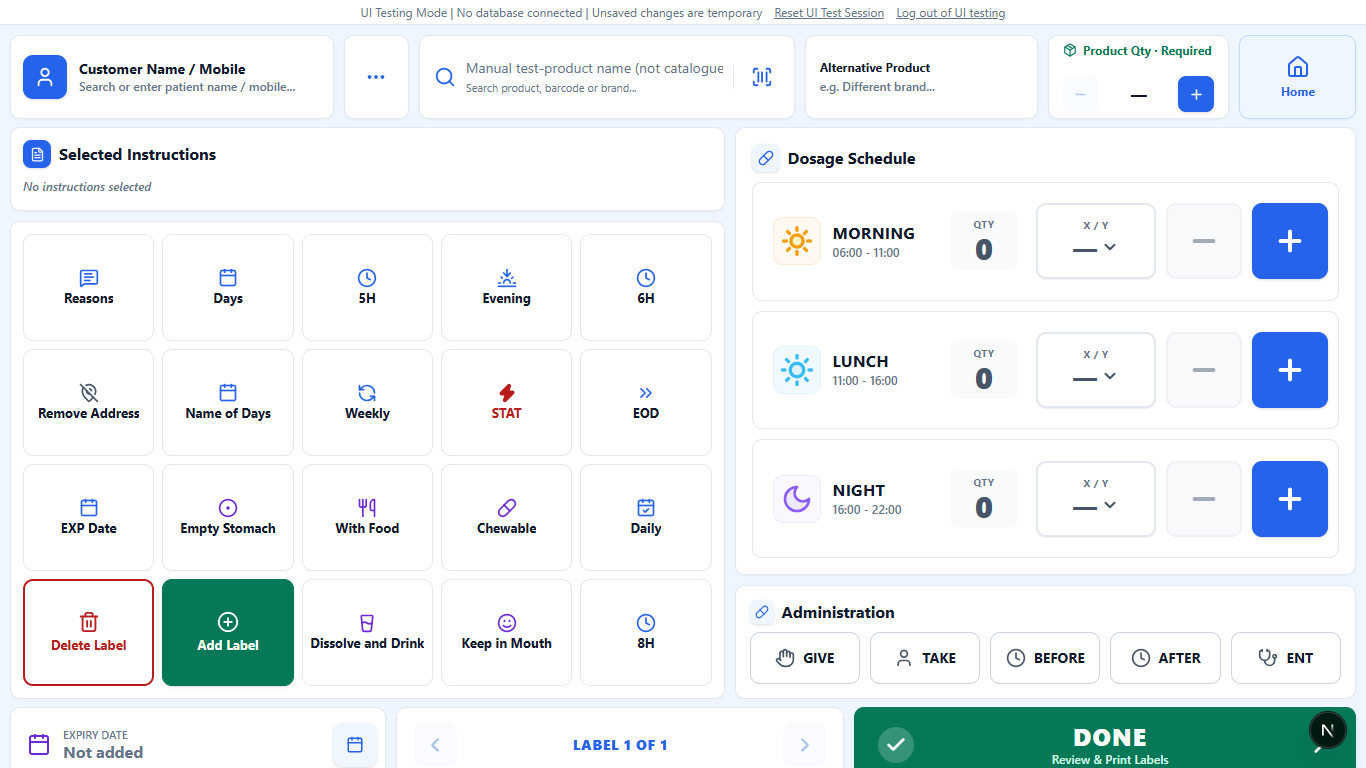 UI Testing Mode | No database connected | Unsaved changes are temporary Reset UI Test Session Log out of UI testing
Customer Name / Mobile
Search or enter patient name / mobile...
Manual test-product name (not catalogue
Search product, barcode or brand...
Alternative Product
e.g. Different brand...
Product Qty · Required
— 
Home
Selected Instructions
No instructions selected
Reasons
Days
5H
Evening
6H
Remove Address
Name of Days
Weekly
STAT
EOD
EXP Date
Empty Stomach
With Food
Chewable
Daily
Delete Label
Add Label
Dissolve and Drink
Keep in Mouth
8H
Dosage Schedule
MORNING
06:00 - 11:00
QTY
0
X / Y
—
LUNCH
11:00 - 16:00
QTY
0
X / Y
—
NIGHT
16:00 - 22:00
QTY
0
X / Y
—
Administration
GIVE
TAKE
BEFORE
AFTER
ENT
EXPIRY DATE
Not added
LABEL 1 OF 1
DONE
Review & Print Labels
N